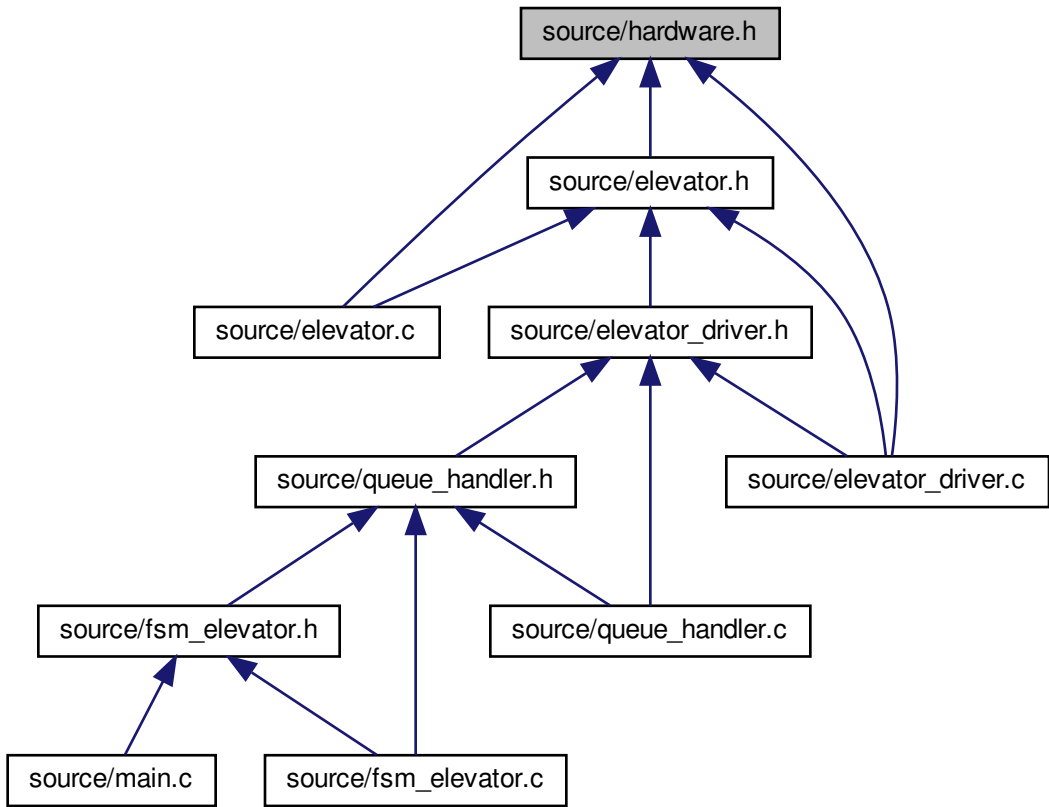 source/hardware.h
source/elevator.h
source/elevator.c
source/elevator_driver.h
source/queue_handler.h
source/elevator_driver.c
source/fsm_elevator.h
source/queue_handler.c
source/main.c
source/fsm_elevator.c